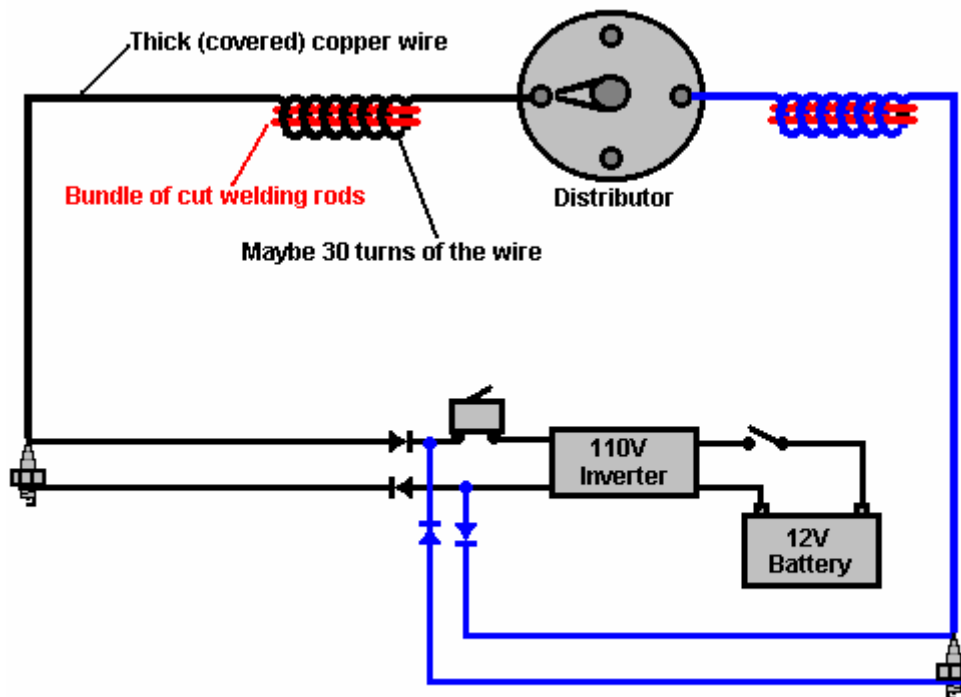 Thick (covered) copper wire
Bundle of cut welding rods
Distributor
Maybe 30 turns of the wire
110V
Inverter
12V
Battery